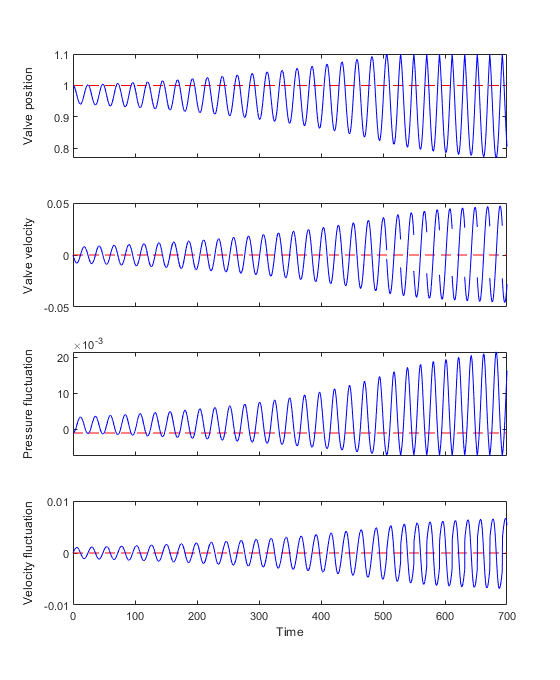 1.1
1
0.9
0.8
Valve position
0.05
0
-0.05
Valve velocity
×10^-3
20
10
0
Pressure fluctuation
0.01
0
-0.01
Velocity fluctuation
0 100 200 300 400 500 600 700
Time